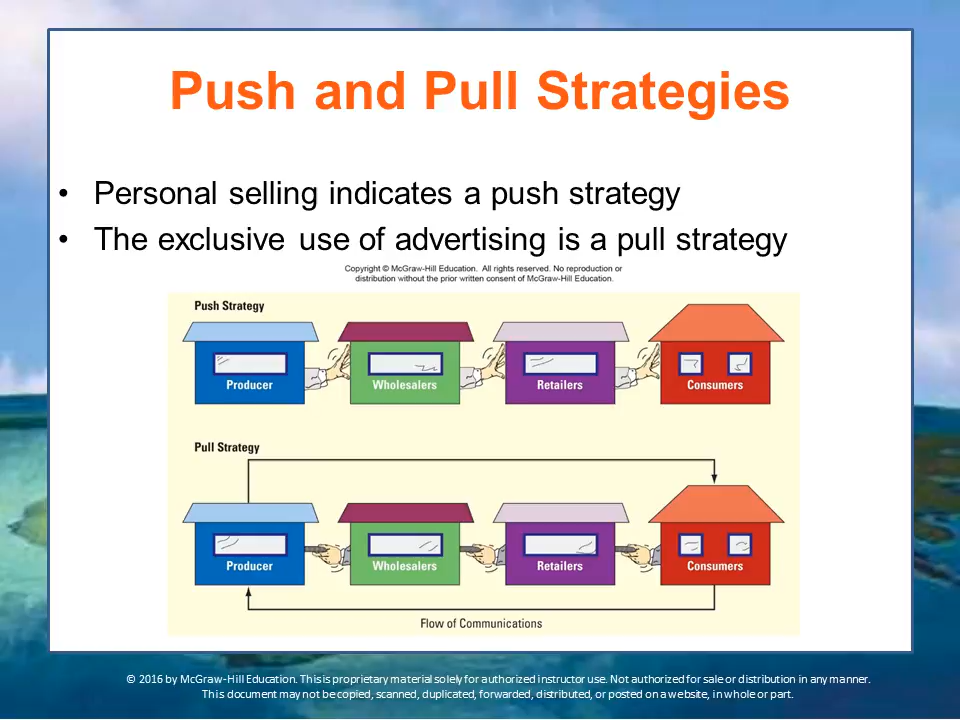 Push and Pull Strategies
• Personal selling indicates a push strategy
• The exclusive use of advertising is a pull strategy
Copyright © McGraw-Hill Education. All rights reserved. No reproduction or
distribution without the prior written consent of McGraw-Hill Education.
Push Strategy
Producer Wholesalers Retailers Consumers
Pull Strategy
Producer Wholesalers Retailers Consumers
Flow of Communications
© 2016 by McGraw-Hill Education. This is proprietary material solely for authorized instructor use. Not authorized for sale or distribution in any manner.
This document may not be copied, scanned, duplicated, forwarded, distributed, or posted on a website, in whole or part.